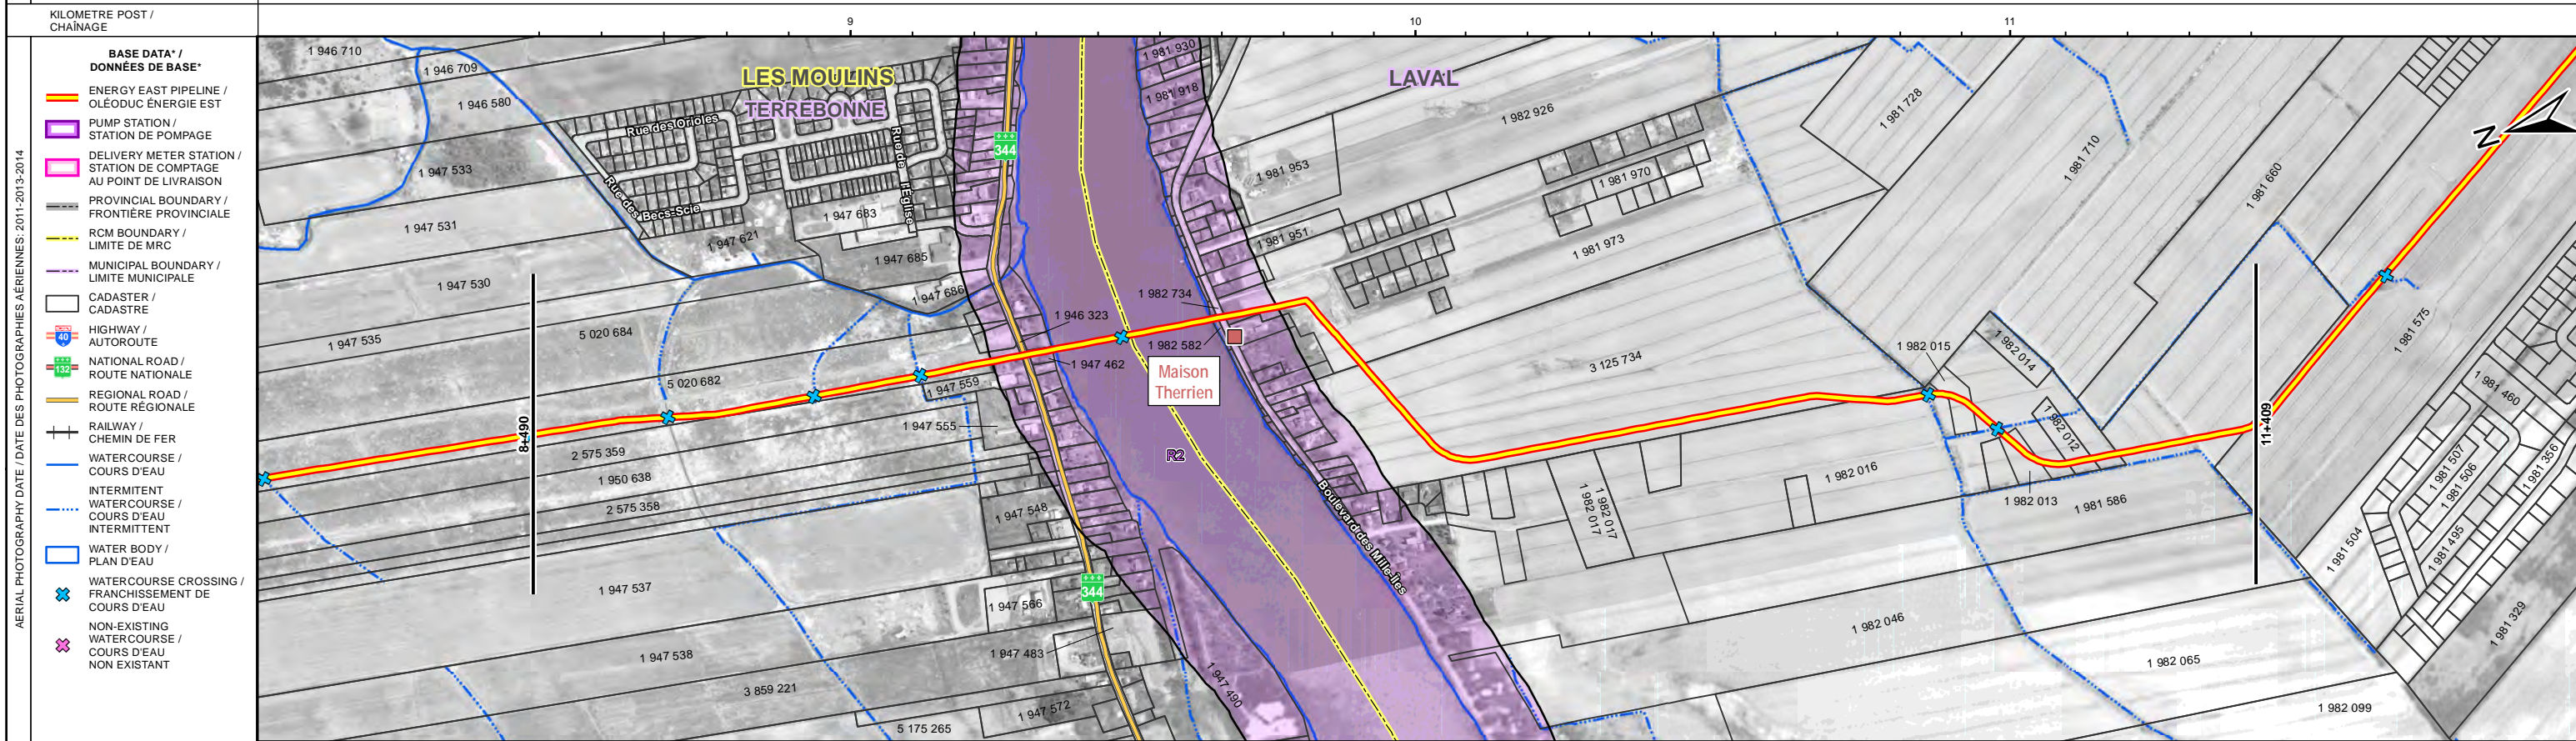 KILOMETRE POST /
CHAÎNAGE
9
10
11
AERIAL PHOTOGRAPHY DATE / DATE DES PHOTOGRAPHIES AÉRIENNES: 2011-2013-2014
BASE DATA* /
DONNÉES DE BASE*
ENERGY EAST PIPELINE /
OLÉODUC ÉNERGIE EST
PUMP STATION /
STATION DE POMPAGE
DELIVERY METER STATION /
STATION DE COMPTAGE
AU POINT DE LIVRAISON
PROVINCIAL BOUNDARY /
FRONTIÈRE PROVINCIALE
RCM BOUNDARY /
LIMITE DE MRC
MUNICIPAL BOUNDARY /
LIMITE MUNICIPALE
CADASTER /
CADASTRE
40
HIGHWAY /
AUTOROUTE
132
NATIONAL ROAD /
ROUTE NATIONALE
REGIONAL ROAD /
ROUTE RÉGIONALE
RAILWAY /
CHEMIN DE FER
WATERCOURSE /
COURS D'EAU
INTERMITENT
WATERCOURSE /
COURS D'EAU
INTERMITTENT
WATER BODY /
PLAN D'EAU
WATERCOURSE CROSSING /
FRANCHISSEMENT DE
COURS D'EAU
NON-EXISTING
WATERCOURSE /
COURS D'EAU
NON EXISTANT
1 946 710
1 946 709
1 946 580
1 947 533
1 947 531
1 947 530
1 947 535
5 020 684
5 020 682
8+490
2 575 359
1 950 638
2 575 358
1 947 537
1 947 538
3 859 221
5 175 265
LES MOULINS
TERREBONNE
Rue des Orioles
Rue des Becs-Scie
Rue de l'Église
1 947 683
1 947 621
1 947 685
1 947 686
1 947 559
1 947 555
1 947 548
1 947 566
1 947 483
1 947 572
344
344
1 946 323
1 947 462
1 947 490
1 981 930
1 981 918
1 982 734
1 982 582
Maison
Therrien
R2
Boulevard des Mille-Îles
LAVAL
1 981 953
1 981 951
1 982 926
1 981 970
1 981 973
3 125 734
1 981 728
1 981 710
1 981 660
1 982 015
1 982 014
1 982 012
1 982 013
1 982 016
1 982 017
1 982 017
1 981 586
1 982 046
1 982 065
1 982 099
11+409
N
1 981 575
1 981 460
1 981 507
1 981 506
1 981 495
1 981 356
1 981 504
1 981 329